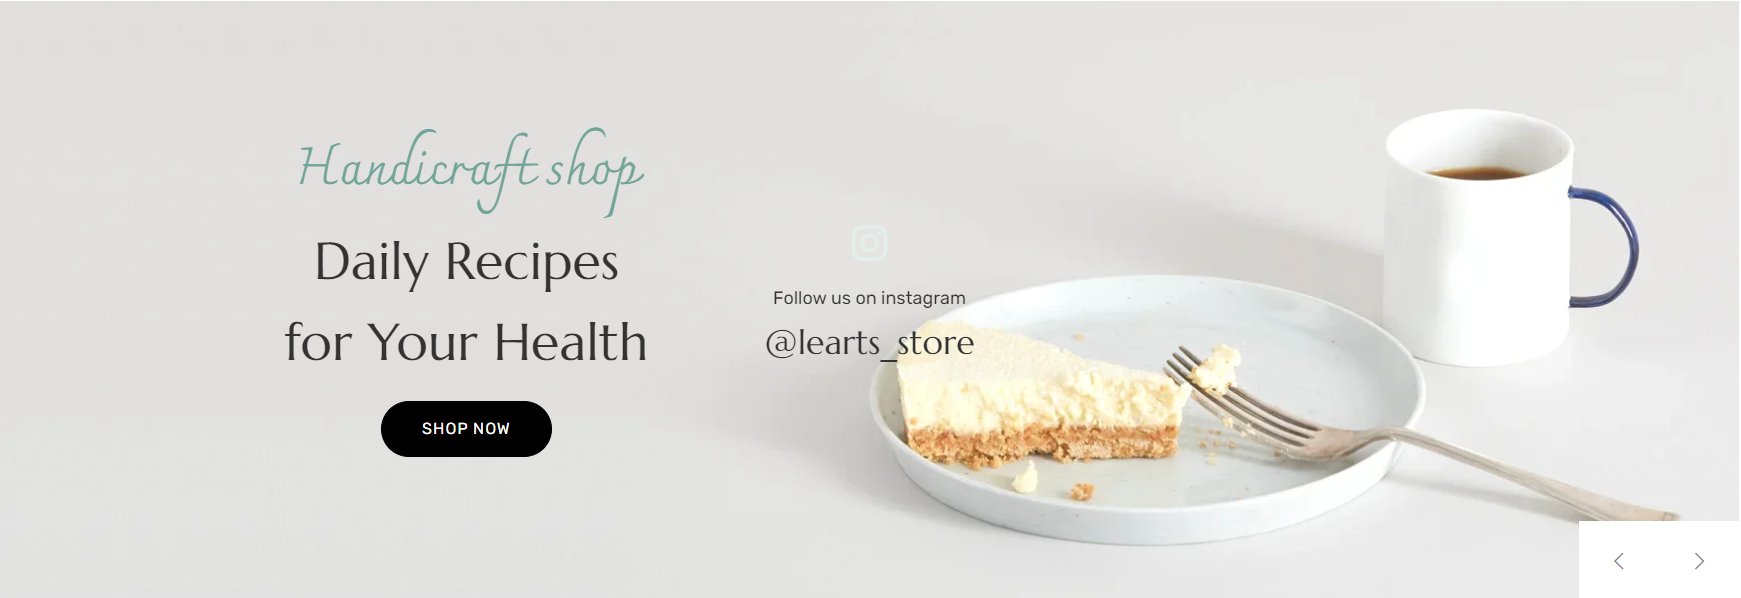 Handicraft shop
Daily Recipes
for Your Health
SHOP NOW
Follow us on instagram
@learts_store